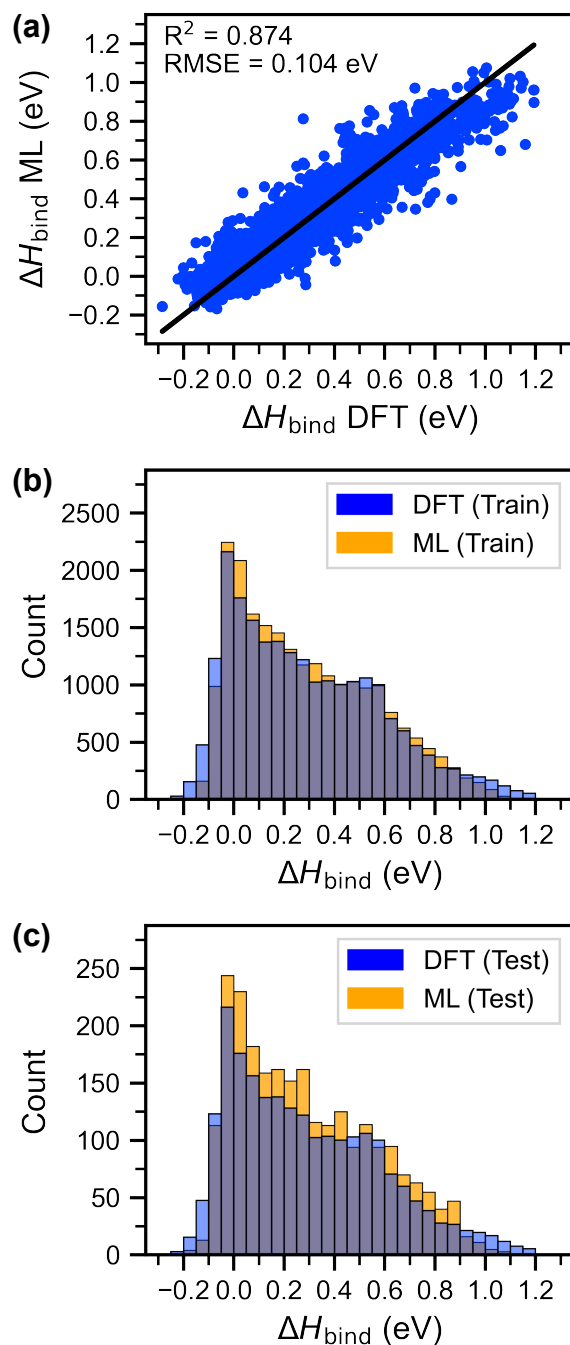 (a)
R² = 0.874
RMSE = 0.104 eV
ΔH_bind ML (eV)
1.2
1.0
0.8
0.6
0.4
0.2
0.0
−0.2
−0.2 0.0 0.2 0.4 0.6 0.8 1.0 1.2
ΔH_bind DFT (eV)
(b)
DFT (Train)
ML (Train)
Count
2500
2000
1500
1000
500
0
−0.2 0.0 0.2 0.4 0.6 0.8 1.0 1.2
ΔH_bind (eV)
(c)
DFT (Test)
ML (Test)
Count
250
200
150
100
50
0
−0.2 0.0 0.2 0.4 0.6 0.8 1.0 1.2
ΔH_bind (eV)